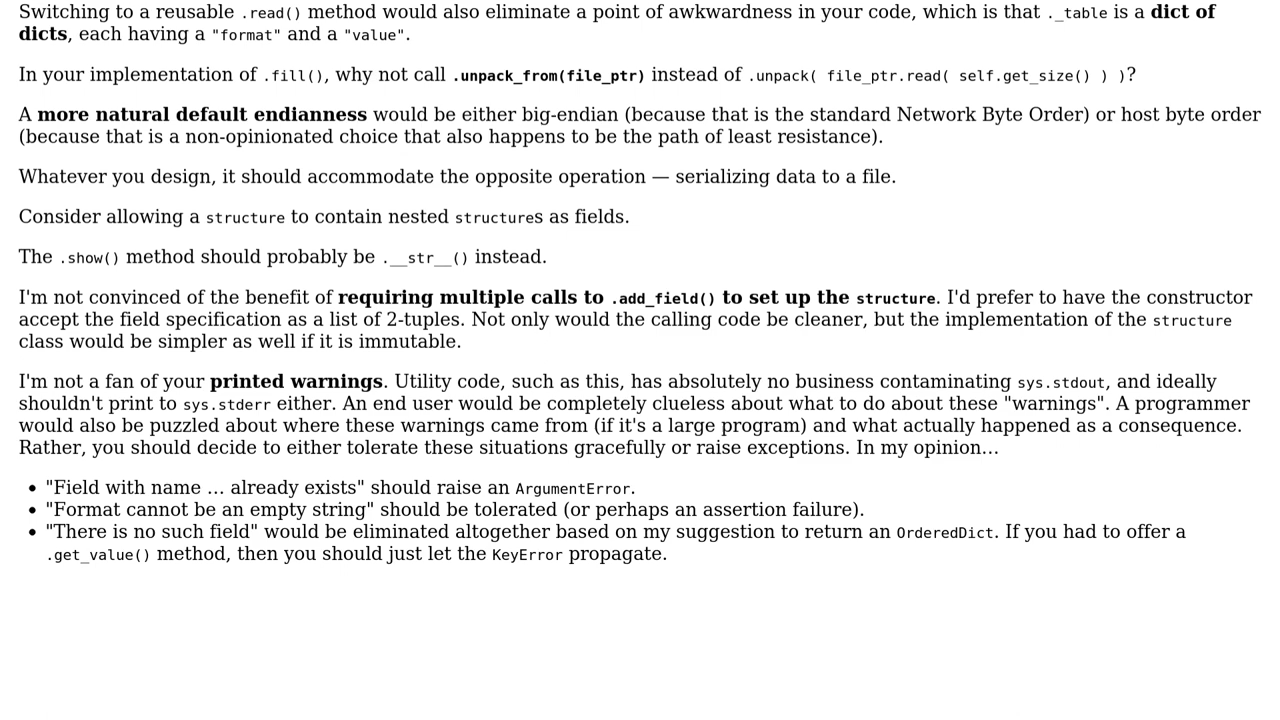 Switching to a reusable .read() method would also eliminate a point of awkwardness in your code, which is that ._table is a dict of
dicts, each having a "format" and a "value".
In your implementation of .fill(), why not call .unpack_from(file_ptr) instead of .unpack( file_ptr.read( self.get_size() ) )?
A more natural default endianness would be either big-endian (because that is the standard Network Byte Order) or host byte order
(because that is a non-opinionated choice that also happens to be the path of least resistance).
Whatever you design, it should accommodate the opposite operation — serializing data to a file.
Consider allowing a structure to contain nested structures as fields.
The .show() method should probably be .__str__() instead.
I'm not convinced of the benefit of requiring multiple calls to .add_field() to set up the structure. I'd prefer to have the constructor
accept the field specification as a list of 2-tuples. Not only would the calling code be cleaner, but the implementation of the structure
class would be simpler as well if it is immutable.
I'm not a fan of your printed warnings. Utility code, such as this, has absolutely no business contaminating sys.stdout, and ideally
shouldn't print to sys.stderr either. An end user would be completely clueless about what to do about these "warnings". A programmer
would also be puzzled about where these warnings came from (if it's a large program) and what actually happened as a consequence.
Rather, you should decide to either tolerate these situations gracefully or raise exceptions. In my opinion…
• "Field with name … already exists" should raise an ArgumentError.
• "Format cannot be an empty string" should be tolerated (or perhaps an assertion failure).
• "There is no such field" would be eliminated altogether based on my suggestion to return an OrderedDict. If you had to offer a
.get_value() method, then you should just let the KeyError propagate.